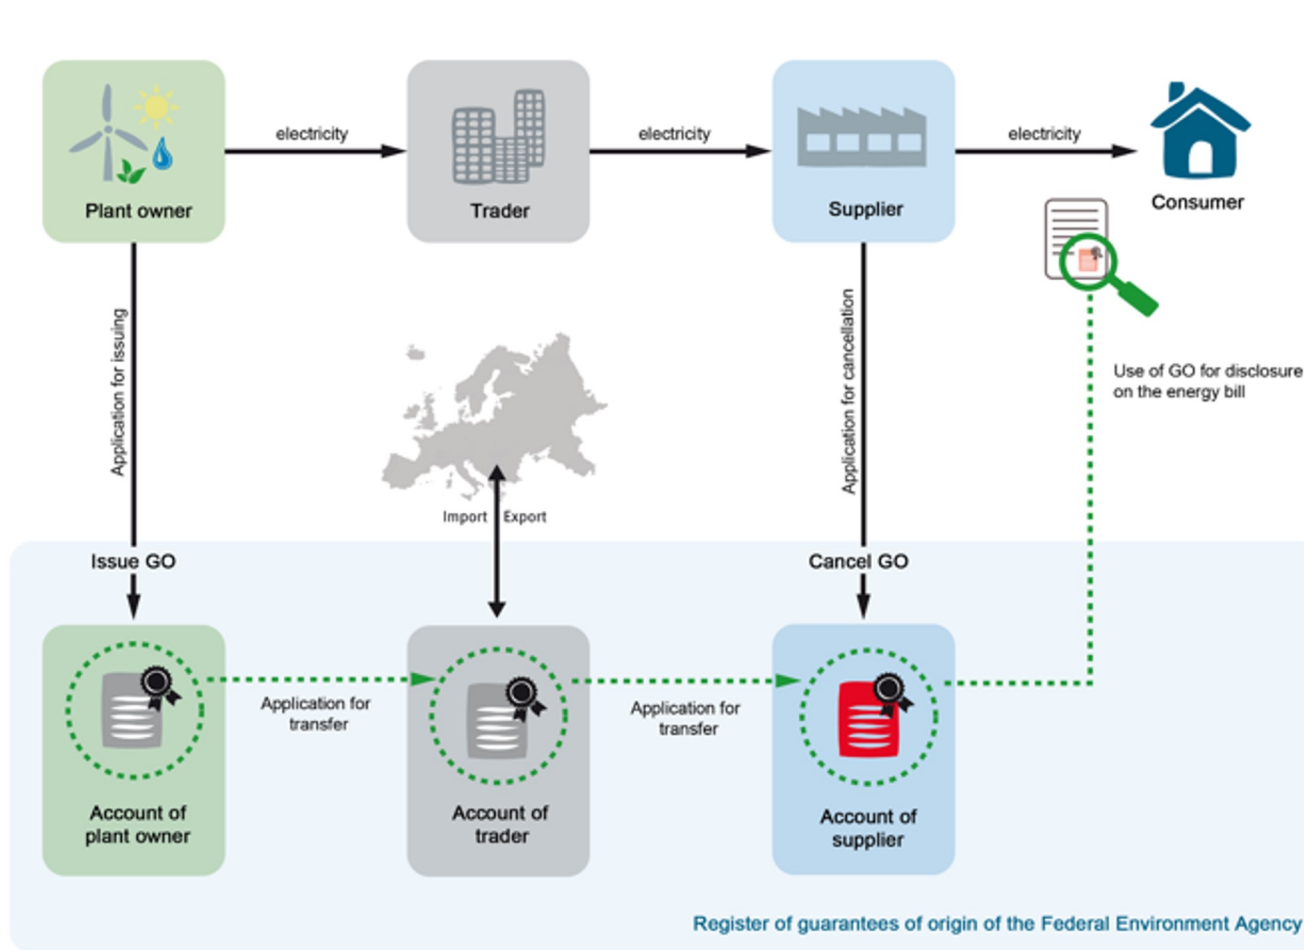 electricity
electricity
electricity
Plant owner
Trader
Supplier
Consumer
Application for issuing
Application for cancellation
Use of GO for disclosure
on the energy bill
Import
Export
Issue GO
Cancel GO
Application for
transfer
Application for
transfer
Account of
plant owner
Account of
trader
Account of
supplier
Register of guarantees of origin of the Federal Environment Agency